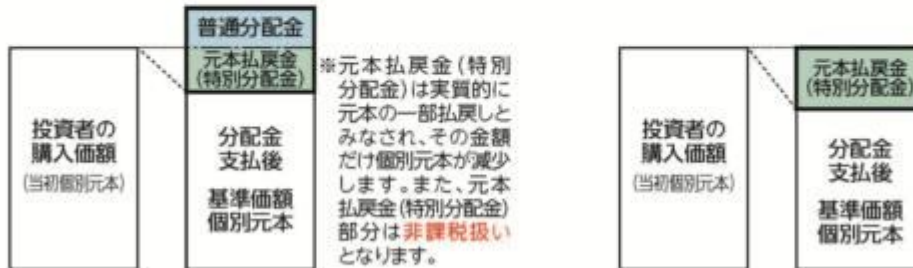 普通分配金
元本払戻金
(特別分配金)
投資者の
購入価額
(当初個別元本)
分配金
支払後
基準価額
個別元本
※元本払戻金(特別
分配金)は実質的に
元本の一部払戻しと
みなされ、その金額
だけ個別元本が減少
します。また、元本
払戻金(特別分配金)
部分は非課税扱い
となります。
投資者の
購入価額
(当初個別元本)
元本払戻金
(特別分配金)
分配金
支払後
基準価額
個別元本